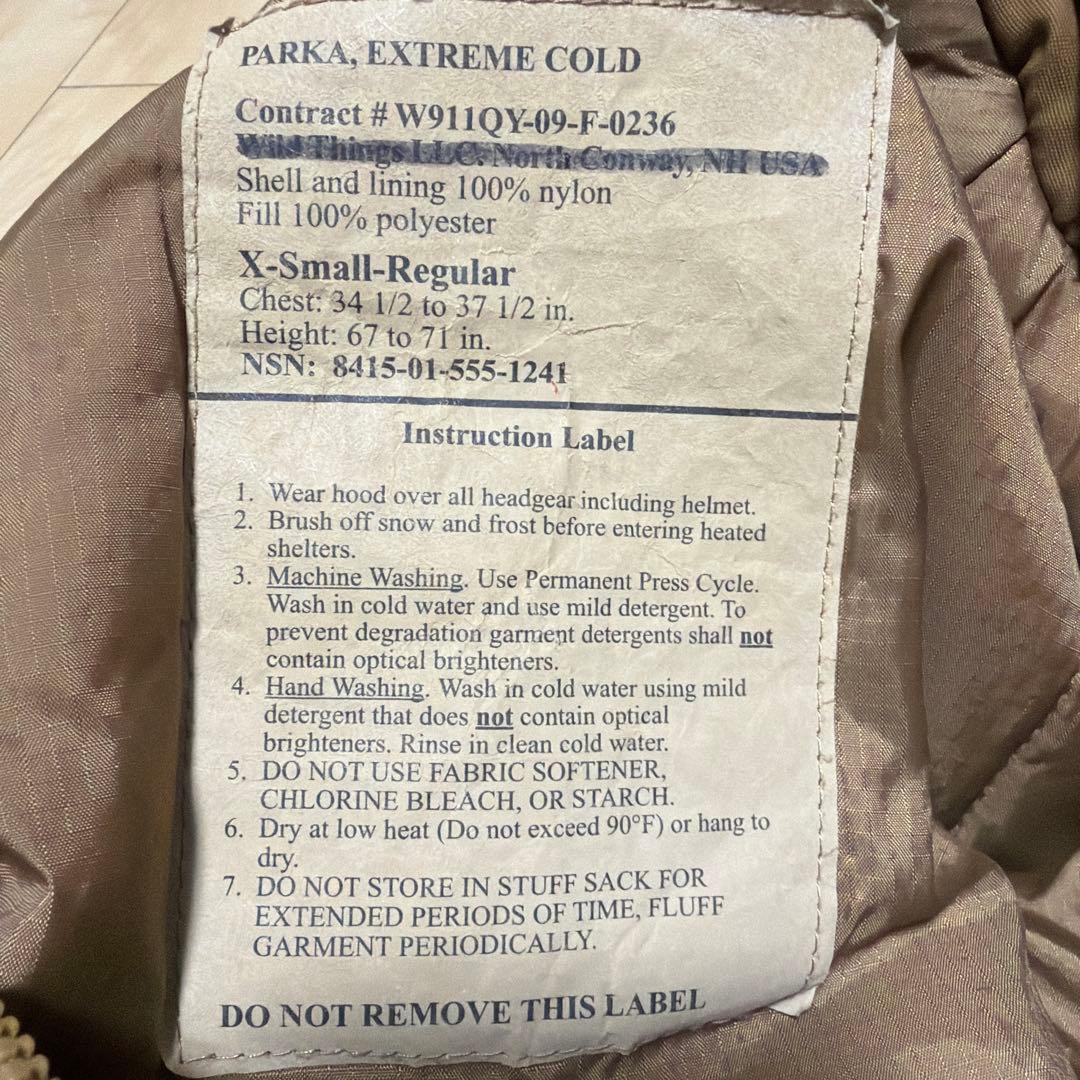 PARKA, EXTREME COLD
Contract # W911QY-09-F-0236
Wild Things LLC. North Conway, NH USA
Shell and lining 100% nylon
Fill 100% polyester
X-Small-Regular
Chest: 34 1/2 to 37 1/2 in.
Height: 67 to 71 in.
NSN: 8415-01-555-1241
Instruction Label
1. Wear hood over all headgear including helmet.
2. Brush off snow and frost before entering heated
shelters.
3. Machine Washing. Use Permanent Press Cycle.
Wash in cold water and use mild detergent. To
prevent degradation garment detergents shall not
contain optical brighteners.
4. Hand Washing. Wash in cold water using mild
detergent that does not contain optical
brighteners. Rinse in clean cold water.
5. DO NOT USE FABRIC SOFTENER,
CHLORINE BLEACH, OR STARCH.
6. Dry at low heat (Do not exceed 90°F) or hang to
dry.
7. DO NOT STORE IN STUFF SACK FOR
EXTENDED PERIODS OF TIME, FLUFF
GARMENT PERIODICALLY.
DO NOT REMOVE THIS LABEL